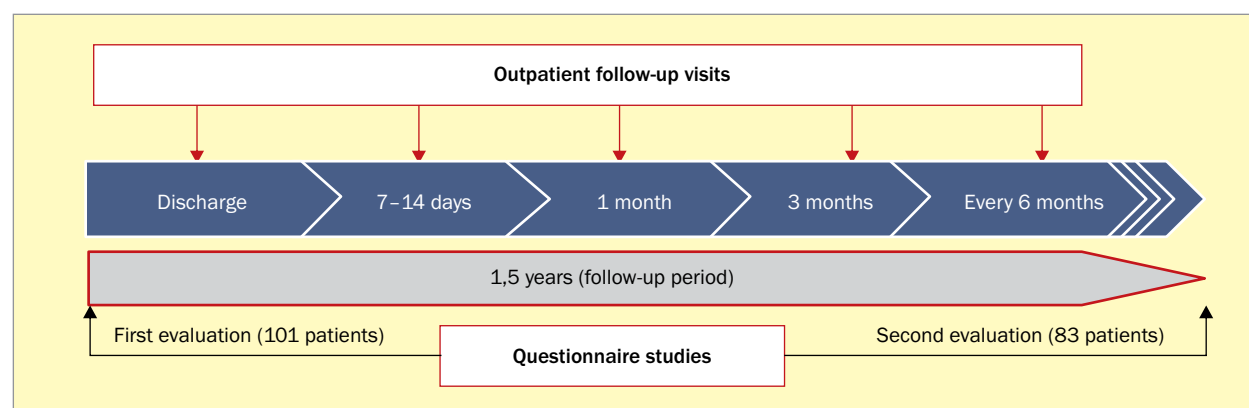 Outpatient follow-up visits
Discharge
7–14 days
1 month
3 months
Every 6 months
1,5 years (follow-up period)
First evaluation (101 patients)
Second evaluation (83 patients)
Questionnaire studies